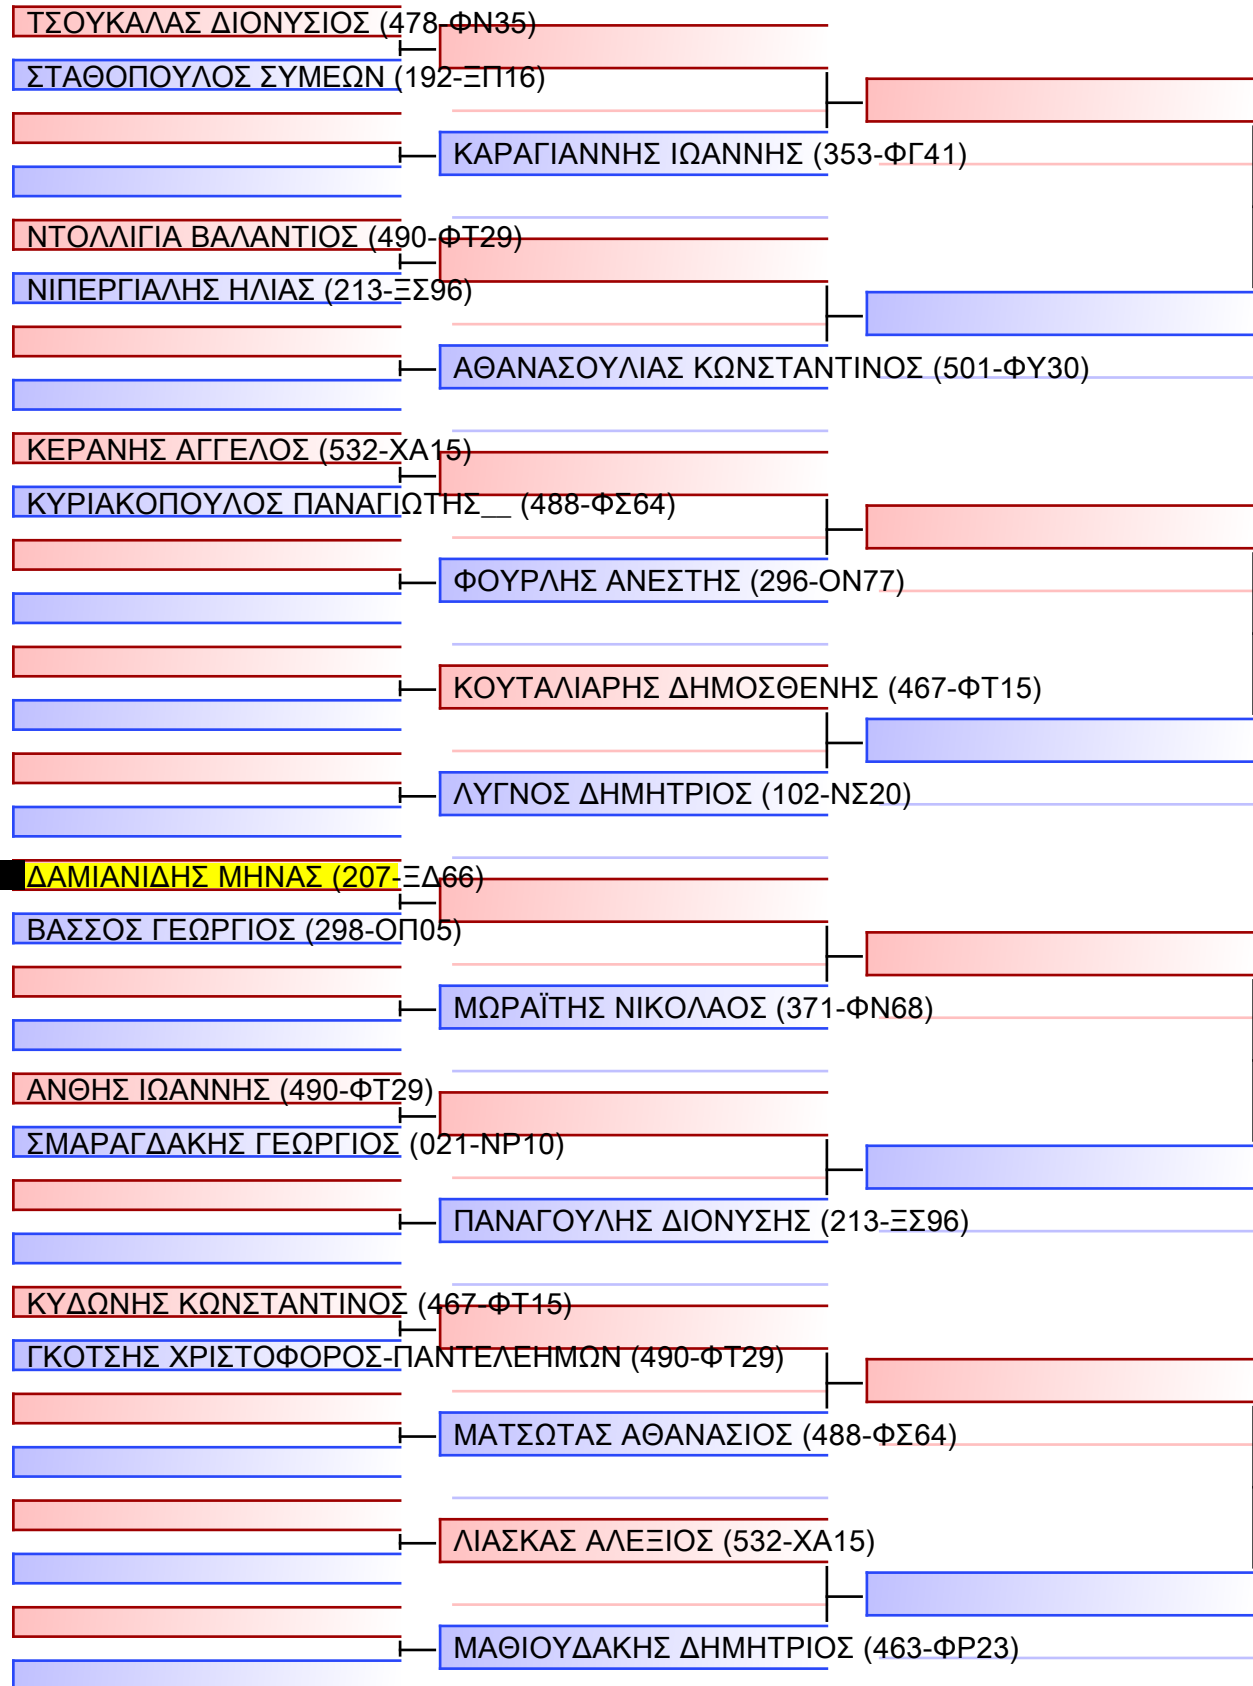 ΤΣΟΥΚΑΛΑΣ ΔΙΟΝΥΣΙΟΣ (478-ΦΝ35)
ΣΤΑΘΟΠΟΥΛΟΣ ΣΥΜΕΩΝ (192-ΞΠ16)
ΚΑΡΑΓΙΑΝΝΗΣ ΙΩΑΝΝΗΣ (353-ΦΓ41)
ΝΤΟΛΛΙΓΙΑ ΒΑΛΑΝΤΙΟΣ (490-ΦΤ29)
ΝΙΠΕΡΓΙΑΛΗΣ ΗΛΙΑΣ (213-ΞΣ96)
ΑΘΑΝΑΣΟΥΛΙΑΣ ΚΩΝΣΤΑΝΤΙΝΟΣ (501-ΦΥ30)
ΚΕΡΑΝΗΣ ΑΓΓΕΛΟΣ (532-ΧΑ15)
ΚΥΡΙΑΚΟΠΟΥΛΟΣ ΠΑΝΑΓΙΩΤΗΣ__ (488-ΦΣ64)
ΦΟΥΡΛΗΣ ΑΝΕΣΤΗΣ (296-ΟΝ77)
ΚΟΥΤΑΛΙΑΡΗΣ ΔΗΜΟΣΘΕΝΗΣ (467-ΦΤ15)
ΛΥΓΝΟΣ ΔΗΜΗΤΡΙΟΣ (102-ΝΣ20)
ΔΑΜΙΑΝΙΔΗΣ ΜΗΝΑΣ (207-ΞΔ66)
ΒΑΣΣΟΣ ΓΕΩΡΓΙΟΣ (298-ΟΠ05)
ΜΩΡΑΪΤΗΣ ΝΙΚΟΛΑΟΣ (371-ΦΝ68)
ΑΝΘΗΣ ΙΩΑΝΝΗΣ (490-ΦΤ29)
ΣΜΑΡΑΓΔΑΚΗΣ ΓΕΩΡΓΙΟΣ (021-ΝΡ10)
ΠΑΝΑΓΟΥΛΗΣ ΔΙΟΝΥΣΗΣ (213-ΞΣ96)
ΚΥΔΩΝΗΣ ΚΩΝΣΤΑΝΤΙΝΟΣ (467-ΦΤ15)
ΓΚΟΤΣΗΣ ΧΡΙΣΤΟΦΟΡΟΣ-ΠΑΝΤΕΛΕΗΜΩΝ (490-ΦΤ29)
ΜΑΤΣΩΤΑΣ ΑΘΑΝΑΣΙΟΣ (488-ΦΣ64)
ΛΙΑΣΚΑΣ ΑΛΕΞΙΟΣ (532-ΧΑ15)
ΜΑΘΙΟΥΔΑΚΗΣ ΔΗΜΗΤΡΙΟΣ (463-ΦΡ23)